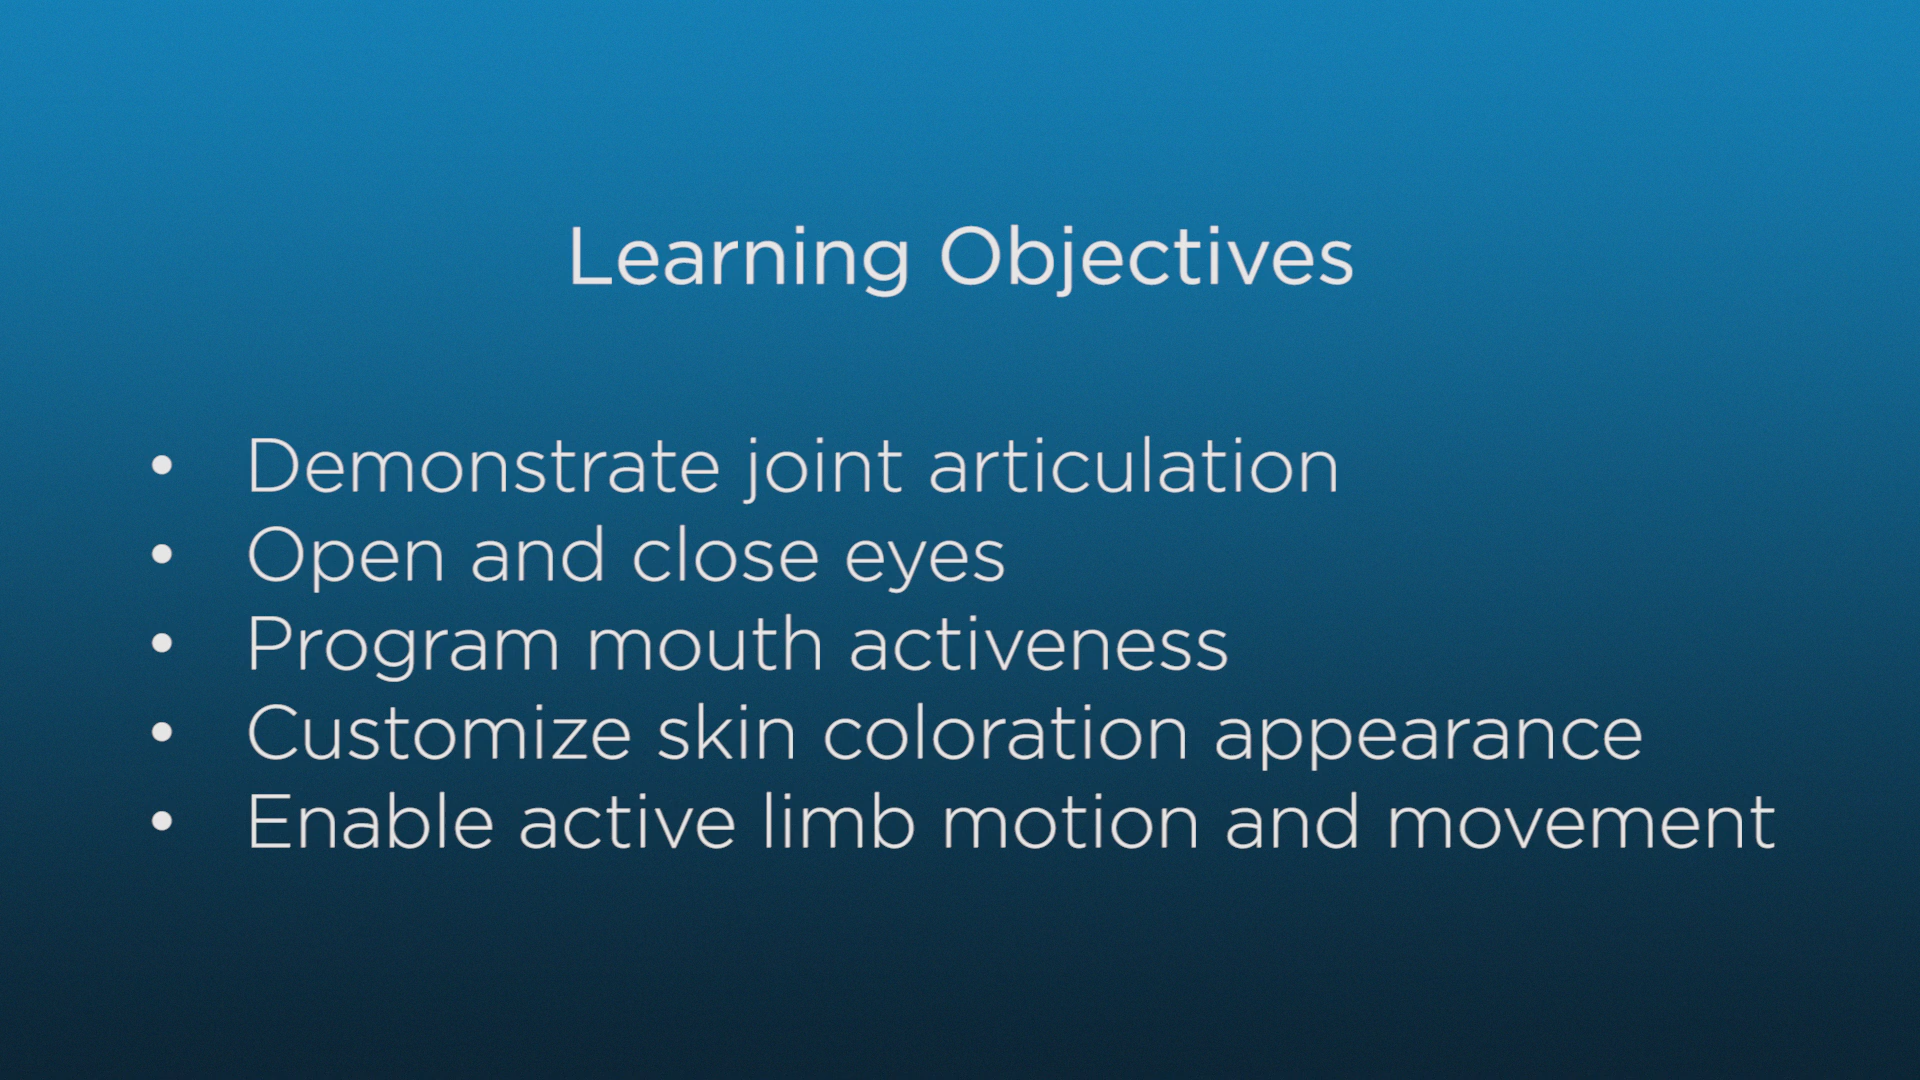 Learning Objectives
• Demonstrate joint articulation
• Open and close eyes
• Program mouth activeness
• Customize skin coloration appearance
• Enable active limb motion and movement